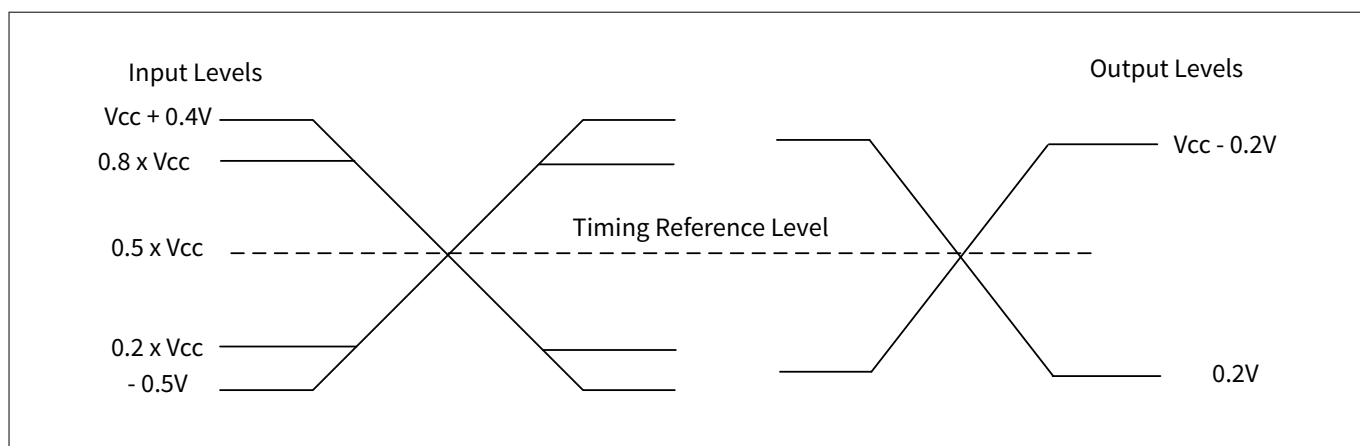 Input Levels
Output Levels
Vcc + 0.4V
Vcc - 0.2V
0.8 x Vcc
Timing Reference Level
0.5 x Vcc
0.2 x Vcc
- 0.5V
0.2V